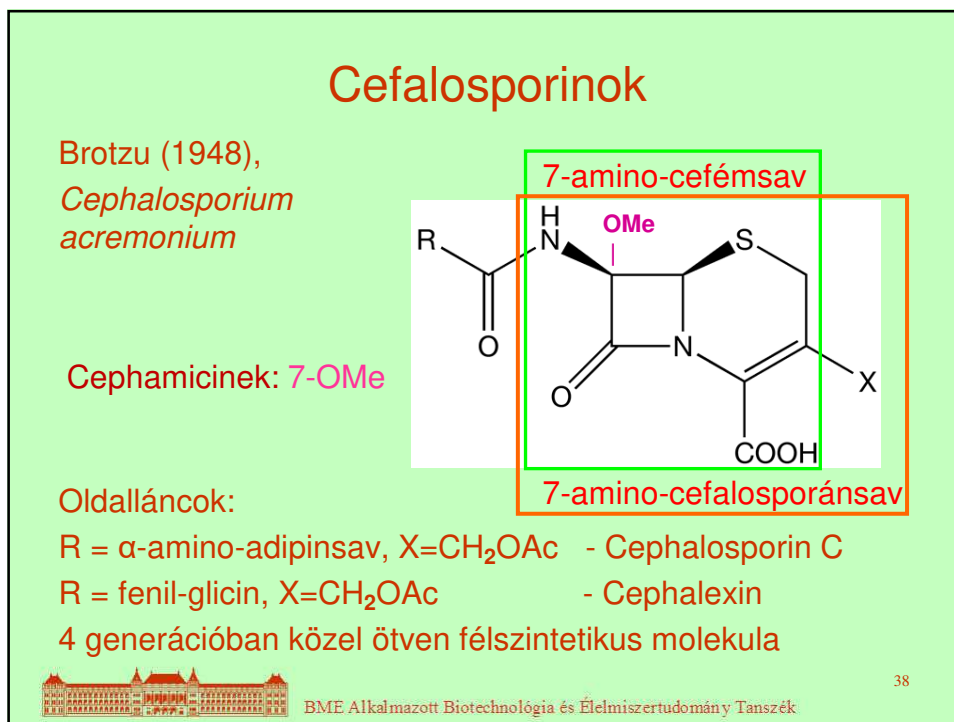 Cefalosporinok
Brotzu (1948),
Cephalosporium
acremonium
7-amino-cefémsav
H
R N OMe S
O N
O X
COOH
Cephamicinek: 7-OMe
7-amino-cefalosporánsav
Oldalláncok:
R = α-amino-adipinsav, X=CH₂OAc - Cephalosporin C
R = fenil-glicin, X=CH₂OAc - Cephalexin
4 generációban közel ötven félszintetikus molekula
38
BME Alkalmazott Biotechnológia és Élelmiszertudomány Tanszék